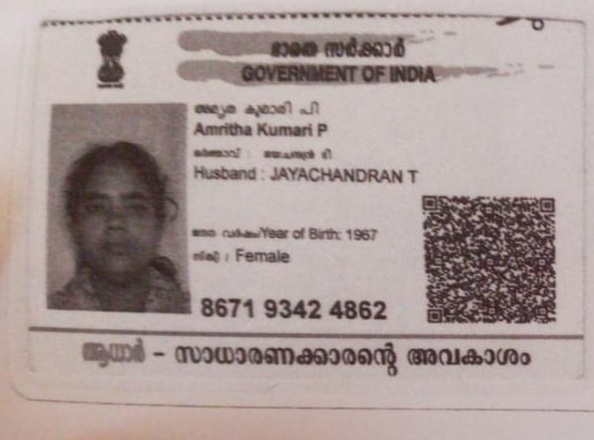 ഭാരത സർക്കാർ
GOVERNMENT OF INDIA
അമൃത കുമാരി പി
Amritha Kumari P
ഭർത്താവ് : ജയചന്ദ്രൻ ടി
Husband : JAYACHANDRAN T
ജനന വർഷം/Year of Birth: 1967
സ്ത്രീ / Female
8671 9342 4862
ആധാർ – സാധാരണക്കാരന്റെ അവകാശം